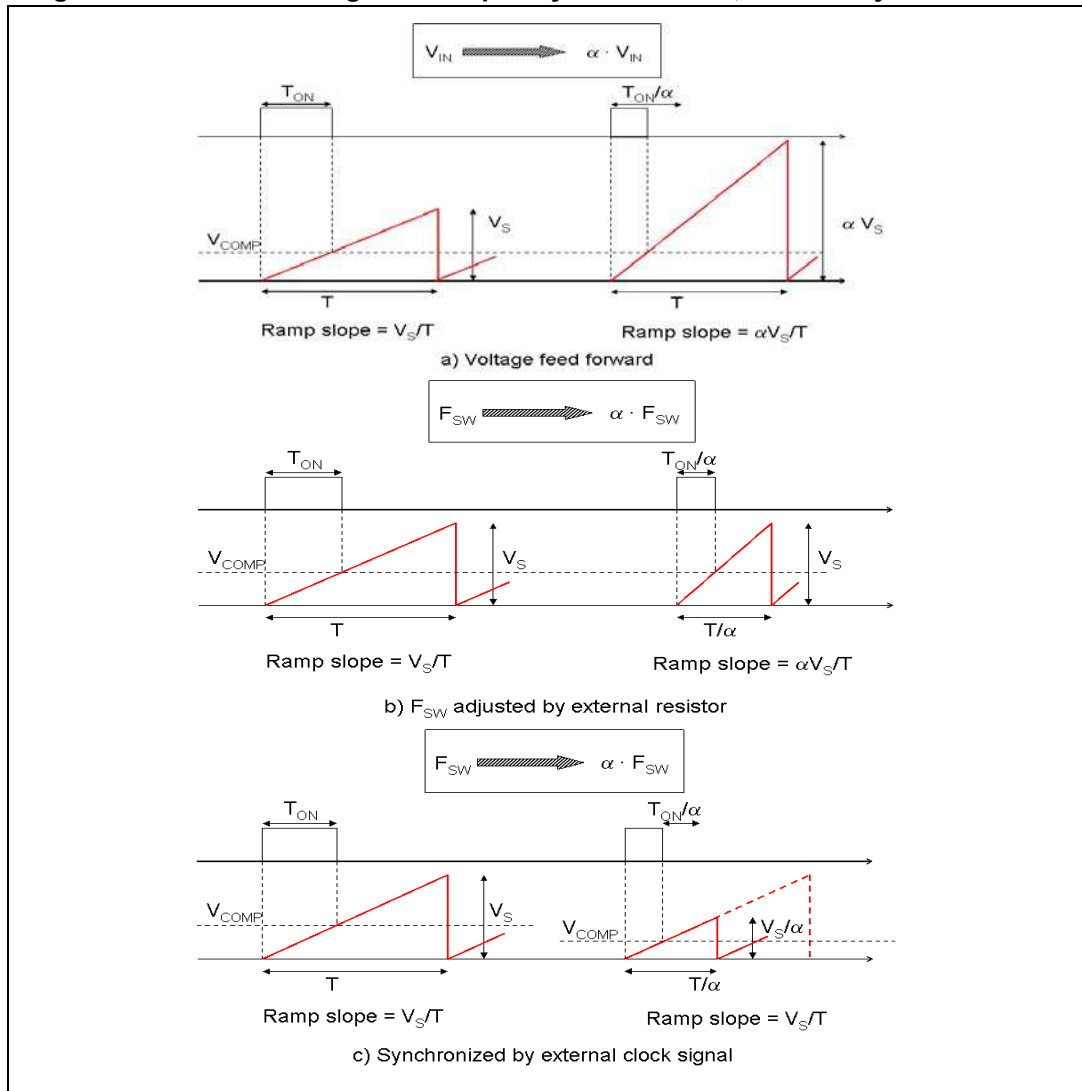 V_IN α · V_IN
T_ON T_ON/α
V_S α V_S
V_COMP
T T
Ramp slope = V_S/T Ramp slope = αV_S/T
a) Voltage feed forward
F_SW α · F_SW
T_ON T_ON/α
V_COMP V_S V_S
T T/α
Ramp slope = V_S/T Ramp slope = αV_S/T
b) F_SW adjusted by external resistor
F_SW α · F_SW
T_ON T_ON/α
V_COMP V_S V_COMP V_S/α
T T/α
Ramp slope = V_S/T Ramp slope = V_S/T
c) Synchronized by external clock signal